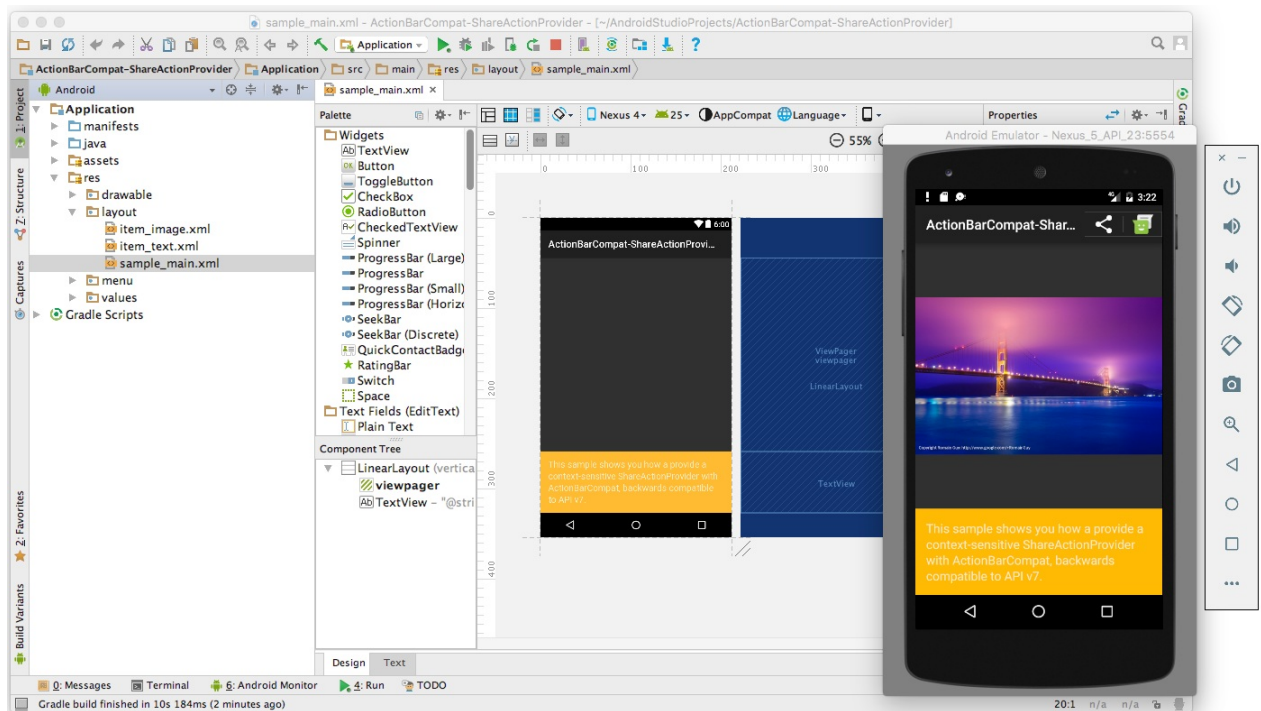 sample_main.xml - ActionBarCompat-ShareActionProvider - [~/AndroidStudioProjects/ActionBarCompat-ShareActionProvider]
Application
ActionBarCompat-ShareActionProvider
Application
src
main
res
layout
sample_main.xml
1: Project
Z: Structure
Captures
2: Favorites
Build Variants
Android
Application
manifests
java
assets
res
drawable
layout
item_image.xml
item_text.xml
sample_main.xml
menu
values
Gradle Scripts
sample_main.xml ×
Palette
Widgets
Ab TextView
OK Button
ToggleButton
CheckBox
RadioButton
CheckedTextView
Spinner
ProgressBar (Large)
ProgressBar
ProgressBar (Small)
ProgressBar (Horizo
SeekBar
SeekBar (Discrete)
QuickContactBadg
RatingBar
Switch
Space
Text Fields (EditText)
Plain Text
Component Tree
LinearLayout (vertica
viewpager
Ab TextView – "@stri
Nexus 4
25
AppCompat
Language
55%
0 100 200 300
0
100
200
300
400
6:00
ActionBarCompat-ShareActionProvi...
This sample shows you how a provide a
context-sensitive ShareActionProvider with
ActionBarCompat, backwards compatible
to API v7.
ViewPager
viewpager
LinearLayout
TextView
Design
Text
Properties
Grad
Android Emulator - Nexus_5_API_23:5554
3:22
ActionBarCompat-Shar...
This sample shows you how a provide a
context-sensitive ShareActionProvider
with ActionBarCompat, backwards
compatible to API v7.
0: Messages
Terminal
6: Android Monitor
4: Run
TODO
Gradle build finished in 10s 184ms (2 minutes ago)
20:1 n/a n/a